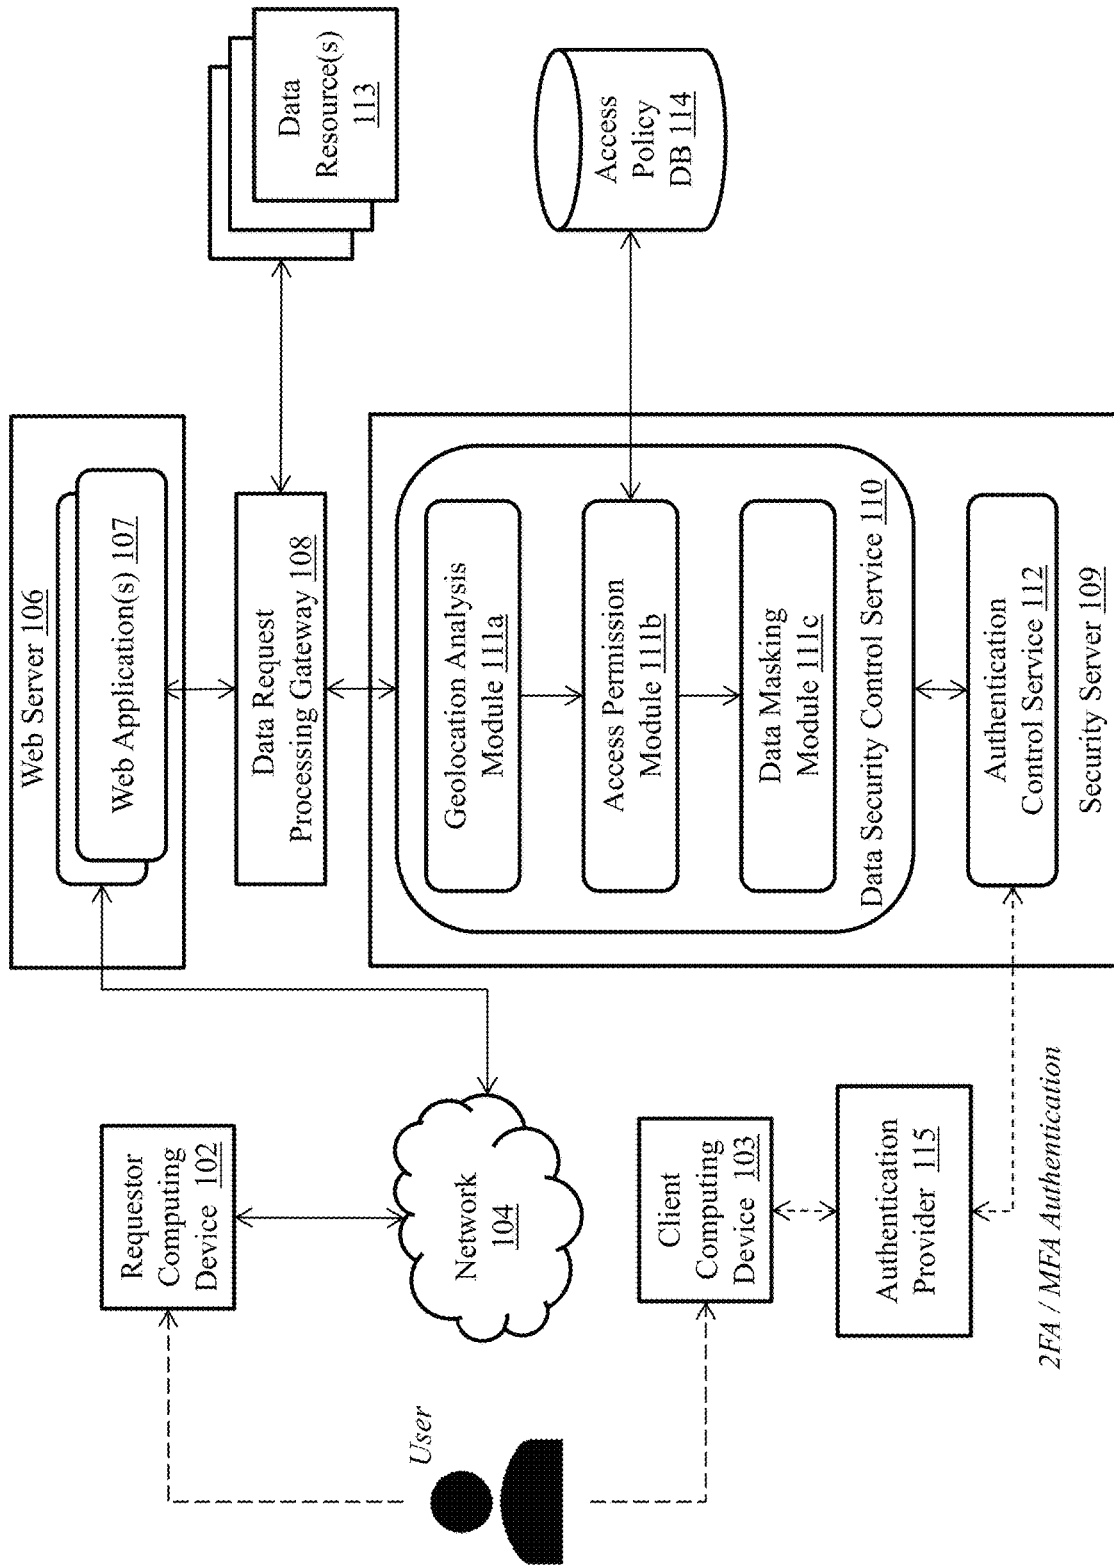 User
Requestor
Computing
Device 102
Network
104
Client
Computing
Device 103
Authentication
Provider 115
2FA / MFA Authentication
Web Server 106
Web Application(s) 107
Data Request
Processing Gateway 108
Geolocation Analysis
Module 111a
Access Permission
Module 111b
Data Masking
Module 111c
Data Security Control Service 110
Authentication
Control Service 112
Security Server 109
Data
Resource(s)
113
Access
Policy
DB 114